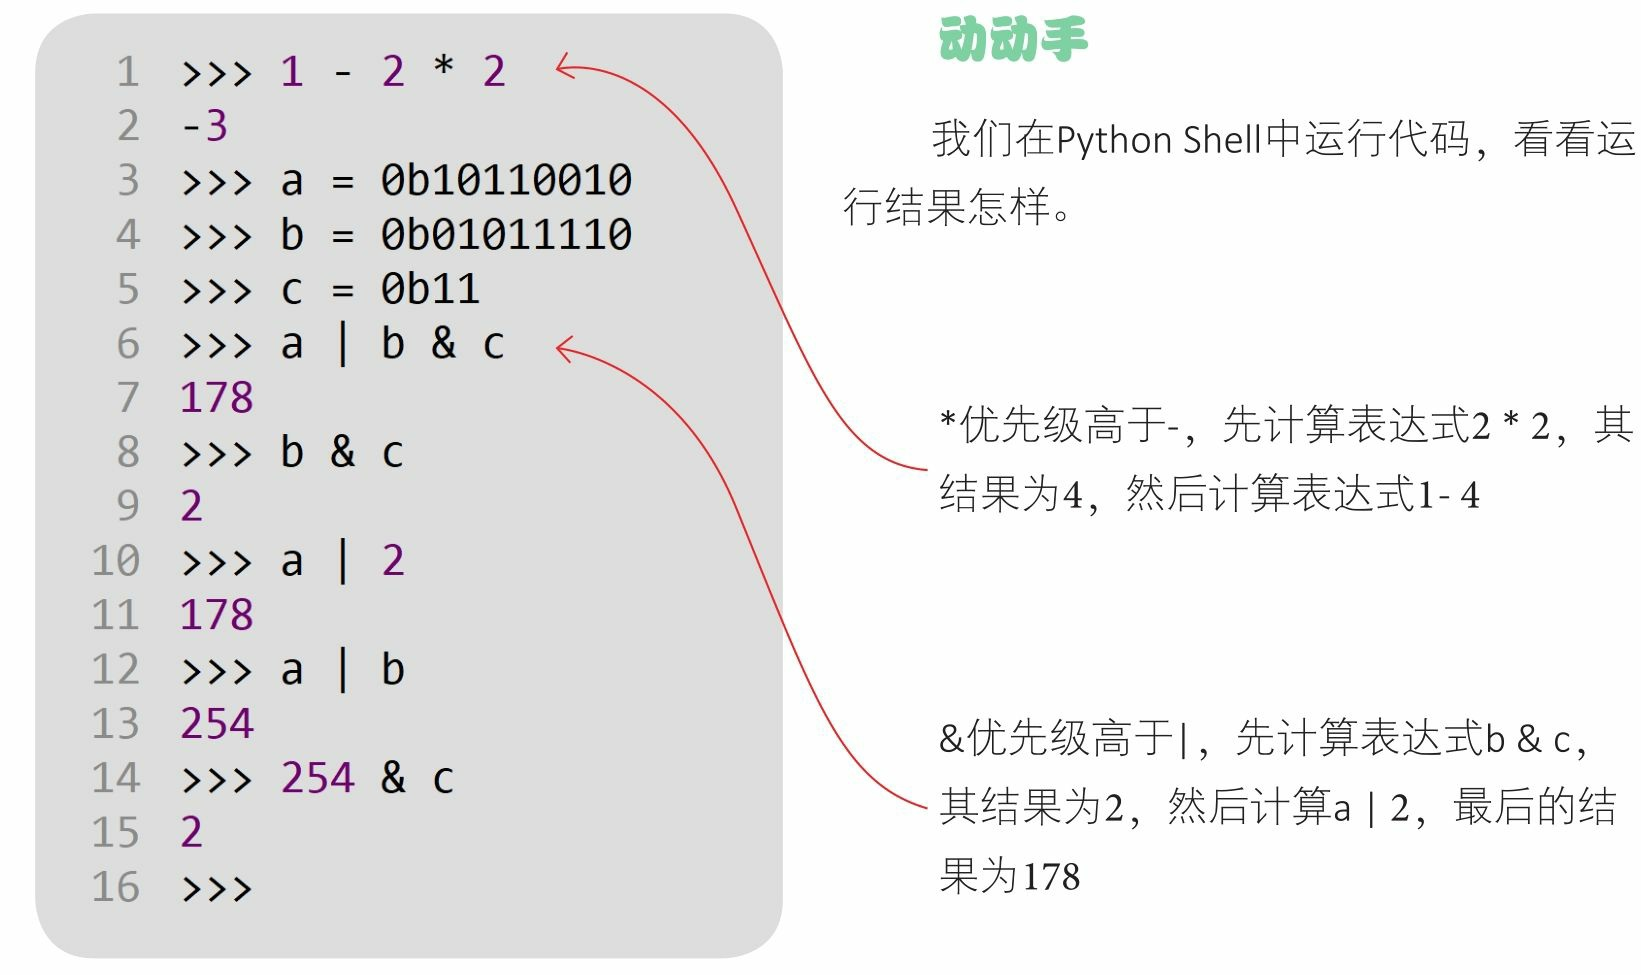 1 >>> 1 - 2 * 2
2 -3
3 >>> a = 0b10110010
4 >>> b = 0b01011110
5 >>> c = 0b11
6 >>> a | b & c
7 178
8 >>> b & c
9 2
10 >>> a | 2
11 178
12 >>> a | b
13 254
14 >>> 254 & c
15 2
16 >>>
动动手
我们在Python Shell中运行代码，看看运
行结果怎样。
*优先级高于-，先计算表达式2 * 2，其
结果为4，然后计算表达式1- 4
&优先级高于|，先计算表达式b & c，
其结果为2，然后计算a | 2，最后的结
果为178